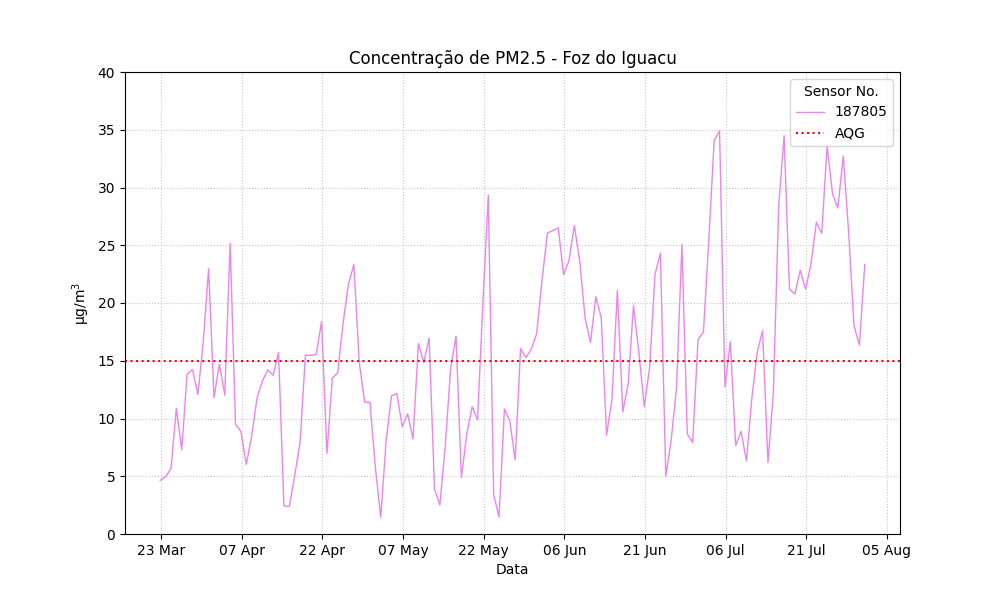 Concentração de PM2.5 - Foz do Iguacu
Sensor No.
187805
AQG
40
35
30
25
20
15
10
5
0
µg/m³
23 Mar 07 Apr 22 Apr 07 May 22 May 06 Jun 21 Jun 06 Jul 21 Jul 05 Aug
Data